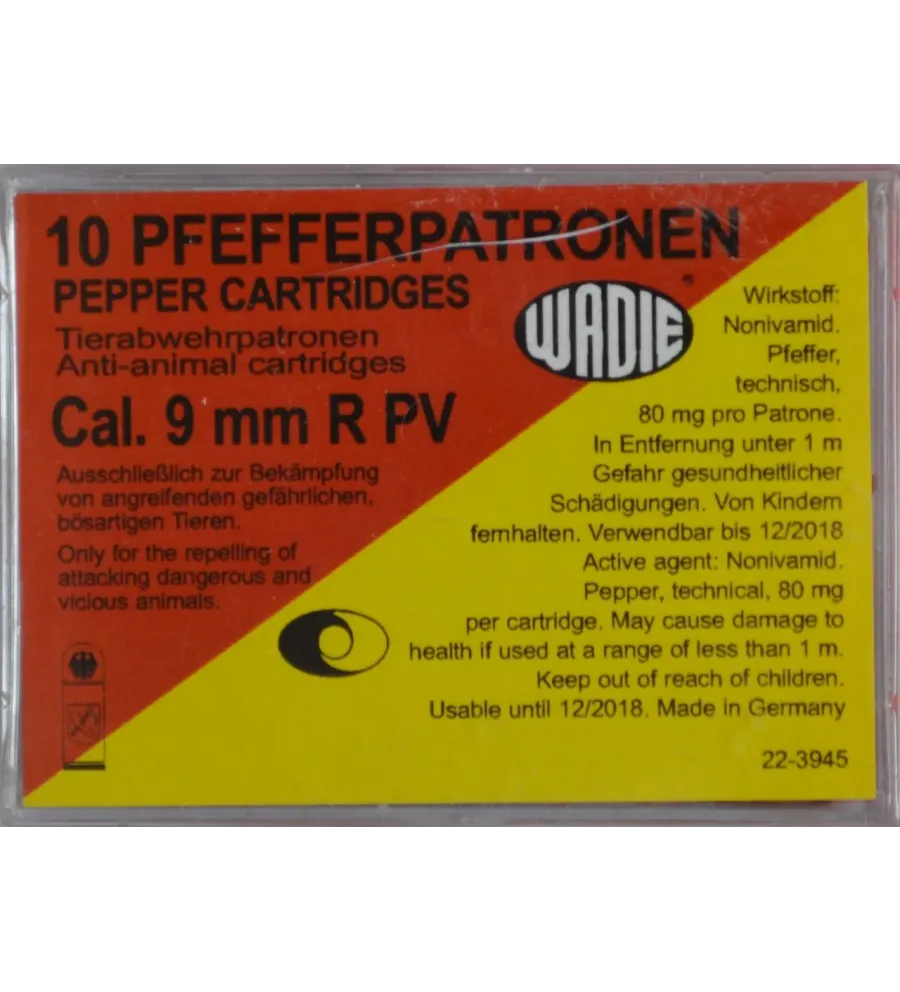 10 PFEFFERPATRONEN
PEPPER CARTRIDGES
Tierabwehrpatronen
Anti-animal cartridges
Cal. 9 mm R PV
Ausschließlich zur Bekämpfung
von angreifenden gefährlichen,
bösartigen Tieren.
Only for the repelling of
attacking dangerous and
vicious animals.
WADIE
®
Wirkstoff:
Nonivamid.
Pfeffer,
technisch,
80 mg pro Patrone.
In Entfernung unter 1 m
Gefahr gesundheitlicher
Schädigungen. Von Kindern
fernhalten. Verwendbar bis 12/2018
Active agent: Nonivamid.
Pepper, technical, 80 mg
per cartridge. May cause damage to
health if used at a range of less than 1 m.
Keep out of reach of children.
Usable until 12/2018. Made in Germany
22-3945